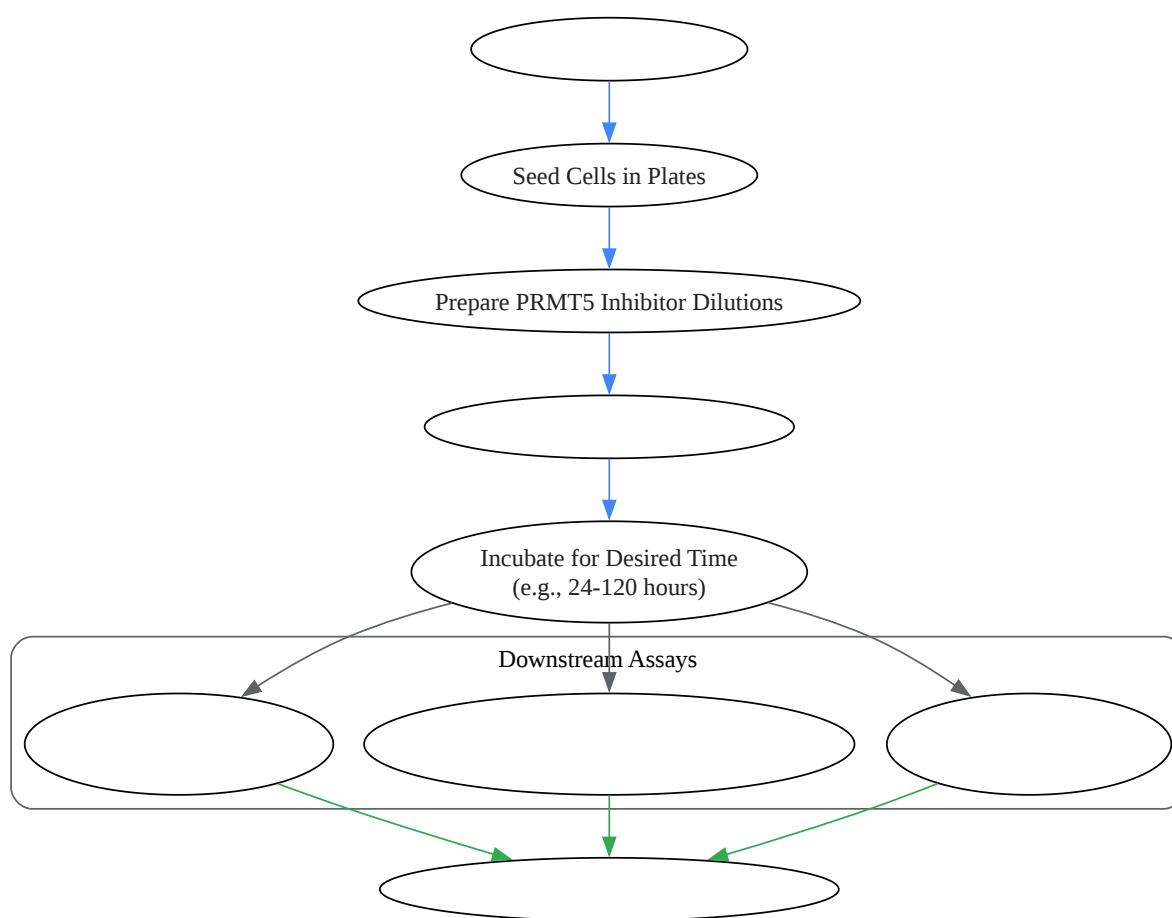 Seed Cells in Plates
Prepare PRMT5 Inhibitor Dilutions
Incubate for Desired Time
(e.g., 24-120 hours)
Downstream Assays